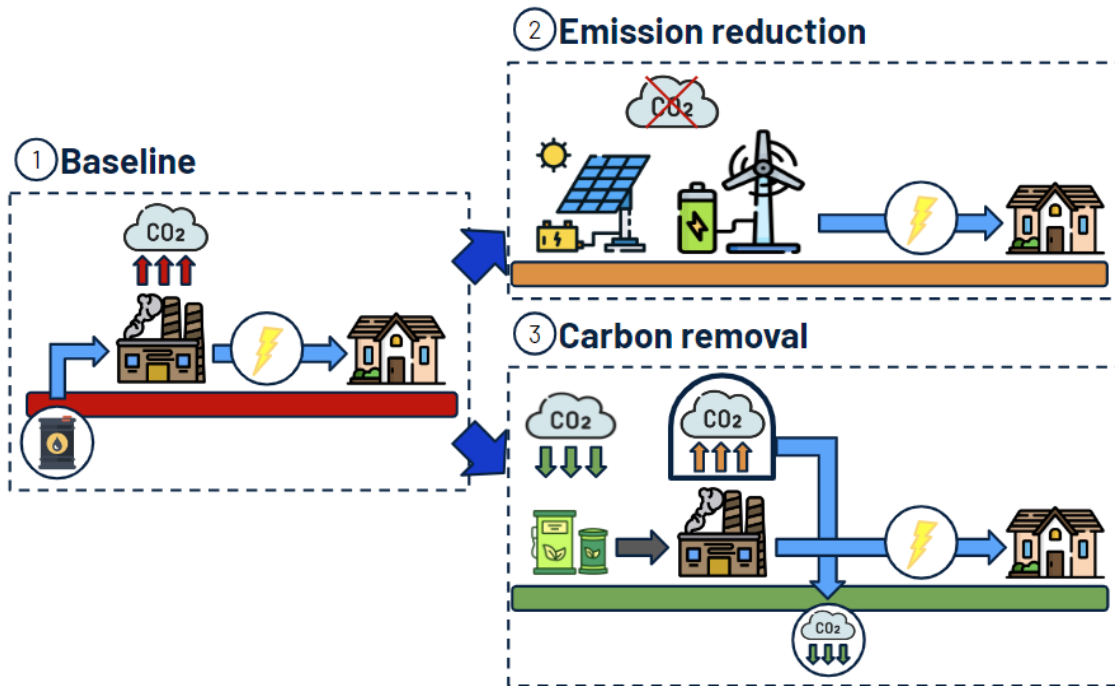 1 Baseline
CO2
2 Emission reduction
CO2
3 Carbon removal
CO2
CO2
CO2